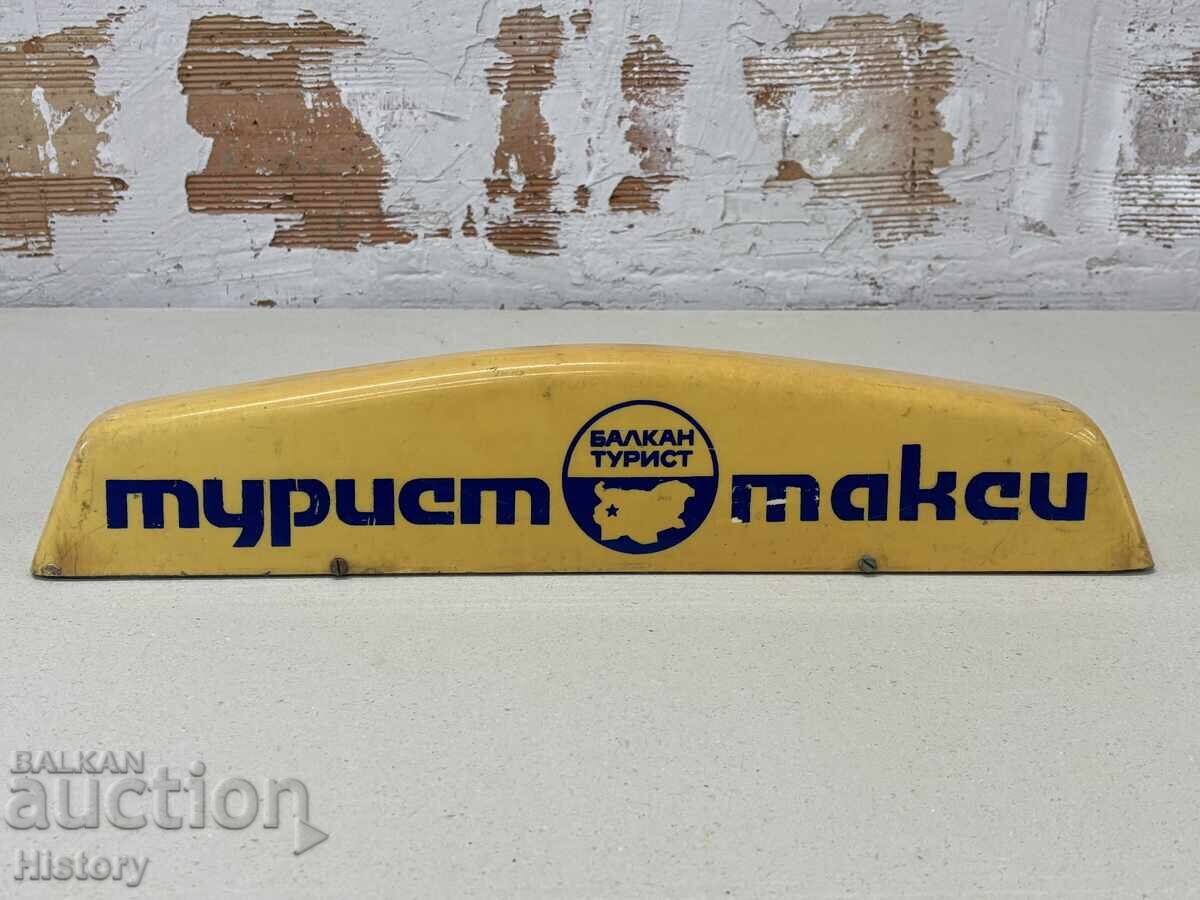 турист
БАЛКАН
ТУРИСТ
такси
BALKAN
auction
History